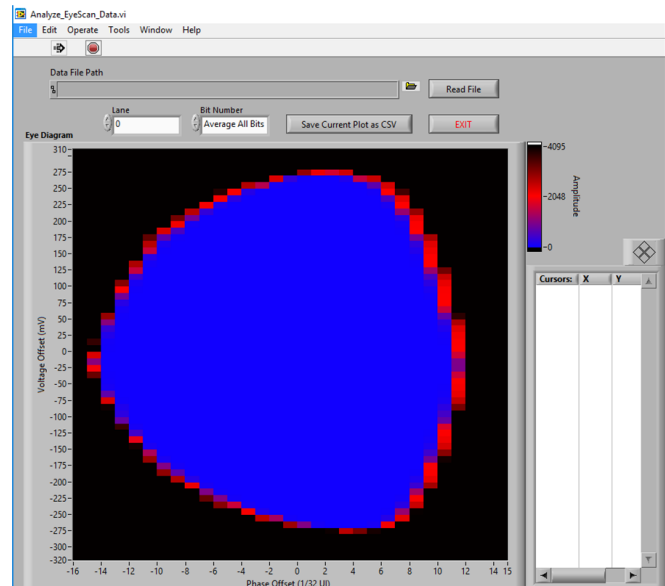 Analyze_EyeScan_Data.vi
File Edit Operate Tools Window Help
Data File Path
Read File
Lane
Bit Number
0
Average All Bits
Save Current Plot as CSV
EXIT
Eye Diagram
310
275
250
225
200
175
150
125
100
75
50
25
0
-25
-50
-75
-100
-125
-150
-175
-200
-225
-250
-275
-300
-320
Voltage Offset (mV)
-16 -14 -12 -10 -8 -6 -4 -2 0 2 4 6 8 10 12 14 15
Phase Offset (1/32 UI)
4095
2048
0
Amplitude
Cursors: X Y